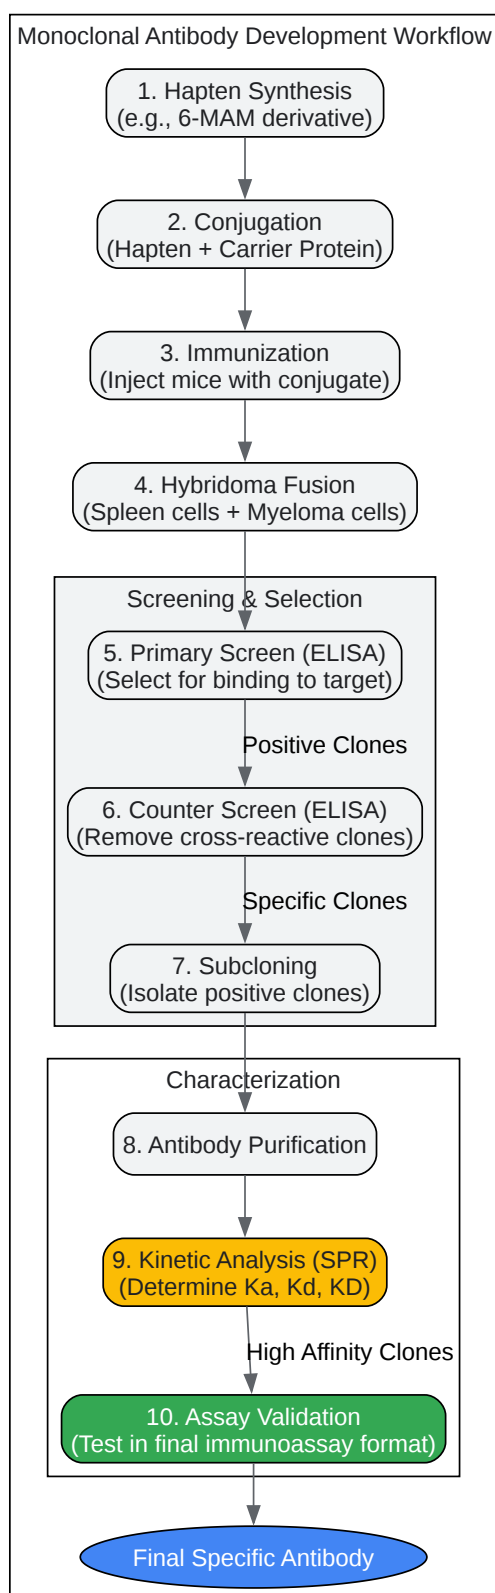 Monoclonal Antibody Development Workflow
1. Hapten Synthesis
(e.g., 6-MAM derivative)
2. Conjugation
(Hapten + Carrier Protein)
3. Immunization
(Inject mice with conjugate)
4. Hybridoma Fusion
(Spleen cells + Myeloma cells)
Screening & Selection
5. Primary Screen (ELISA)
(Select for binding to target)
Positive Clones
6. Counter Screen (ELISA)
(Remove cross-reactive clones)
Specific Clones
7. Subcloning
(Isolate positive clones)
Characterization
8. Antibody Purification
9. Kinetic Analysis (SPR)
(Determine Ka, Kd, KD)
High Affinity Clones
10. Assay Validation
(Test in final immunoassay format)
Final Specific Antibody